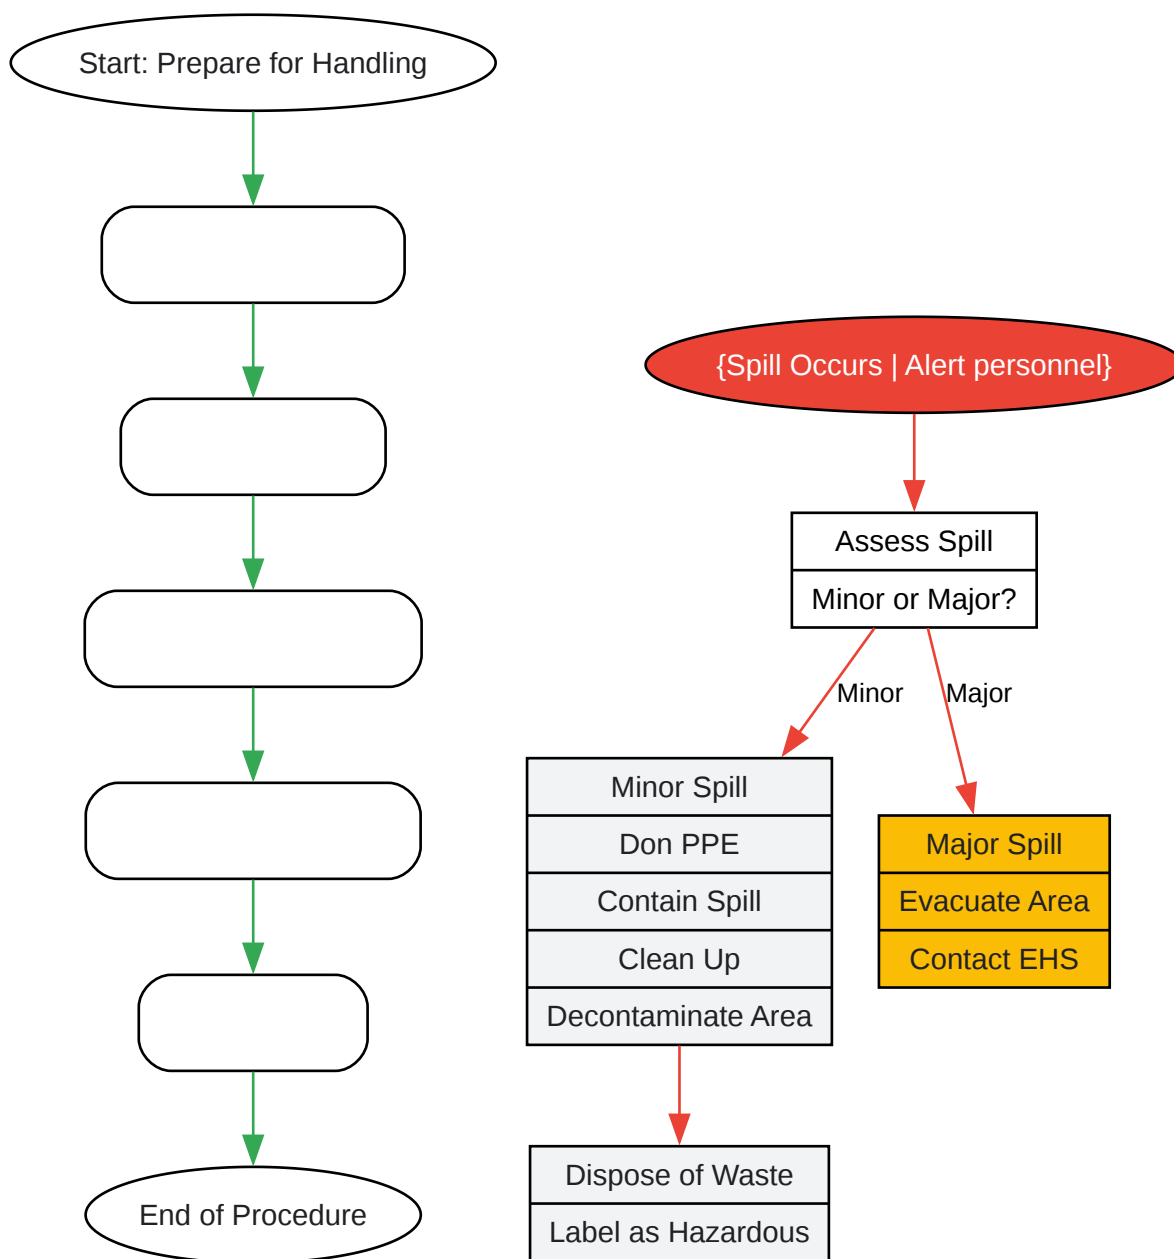 Start: Prepare for Handling
{Spill Occurs | Alert personnel}
Assess Spill
Minor or Major?
Minor
Major
Minor Spill
Don PPE
Contain Spill
Clean Up
Decontaminate Area
Major Spill
Evacuate Area
Contact EHS
Dispose of Waste
Label as Hazardous
End of Procedure